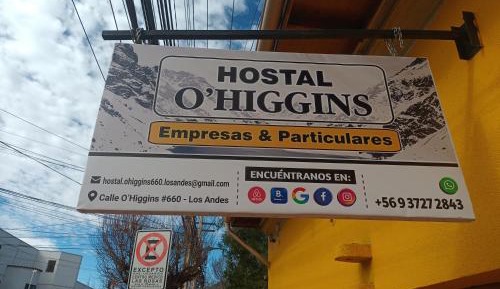 HOSTAL
O'HIGGINS
Empresas & Particulares
hostal.ohiggins660.losandes@gmail.com
Calle O'Higgins #660 - Los Andes
ENCUÉNTRANOS EN:
+56 9 3727 2843
E
EXCEPTO